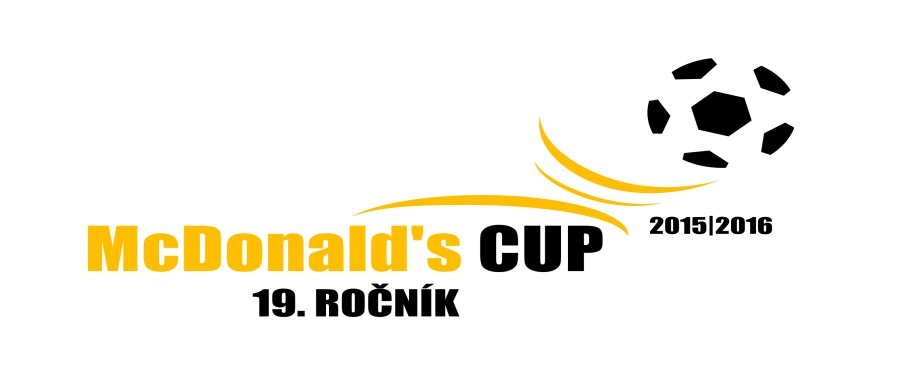 2015|2016
McDonald's CUP
19. ROČNÍK